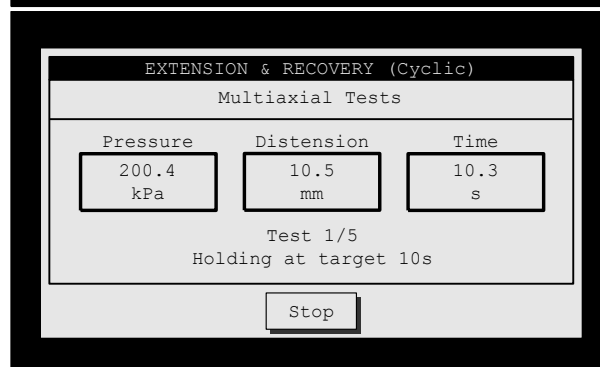 EXTENSION & RECOVERY (Cyclic)
Multiaxial Tests
Pressure Distension Time
200.4 10.5 10.3
kPa mm s
Test 1/5
Holding at target 10s
Stop